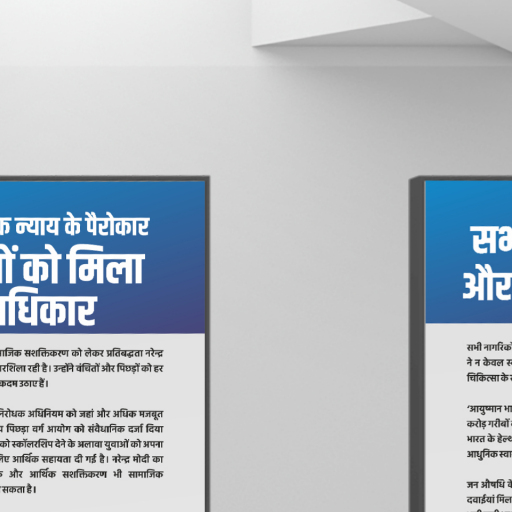 न्याय के पैरोकार
को मिला
धिकार
सशक्तिकरण को लेकर प्रतिबद्धता नरेन्द्र
रही है। उन्होंने वंचितों और पिछड़ों को हर
कदम उठाए हैं।
अधिनियम को जहां और अधिक मजबूत
पिछड़ा वर्ग आयोग को संवैधानिक दर्जा दिया
को स्कॉलरशिप देने के अलावा युवाओं को अपना
आर्थिक सहायता दी गई है। नरेन्द्र मोदी का
और आर्थिक सशक्तिकरण भी सामाजिक
सकता है।
सभ
और
सभी नागरिकों
ने न केवल
चिकित्सा के
'आयुष्मान भा
करोड़ गरीबों
भारत के हेल्थ
आधुनिक स्वा
जन औषधि के
दवाईयां मिल